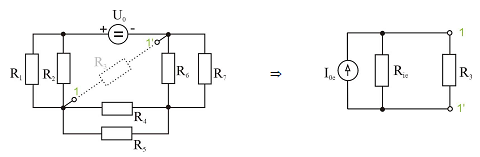 U₀
+ -
1'
R₁ R₂ R₃ R₆ R₇
1
R₄
R₅
⇒
1
I₀e R₁e R₃
1'